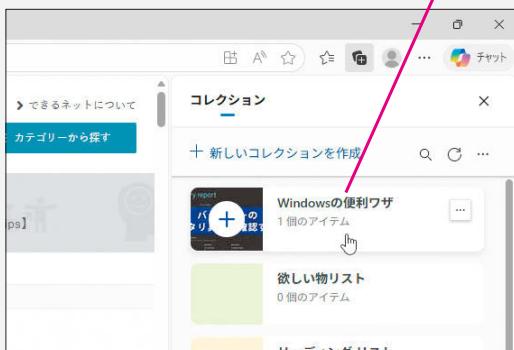 チャット
できるネットについて
カテゴリーから探す
ps】
コレクション
新しいコレクションを作成
Windowsの便利ワザ
1個のアイテム
欲しい物リスト
0個のアイテム